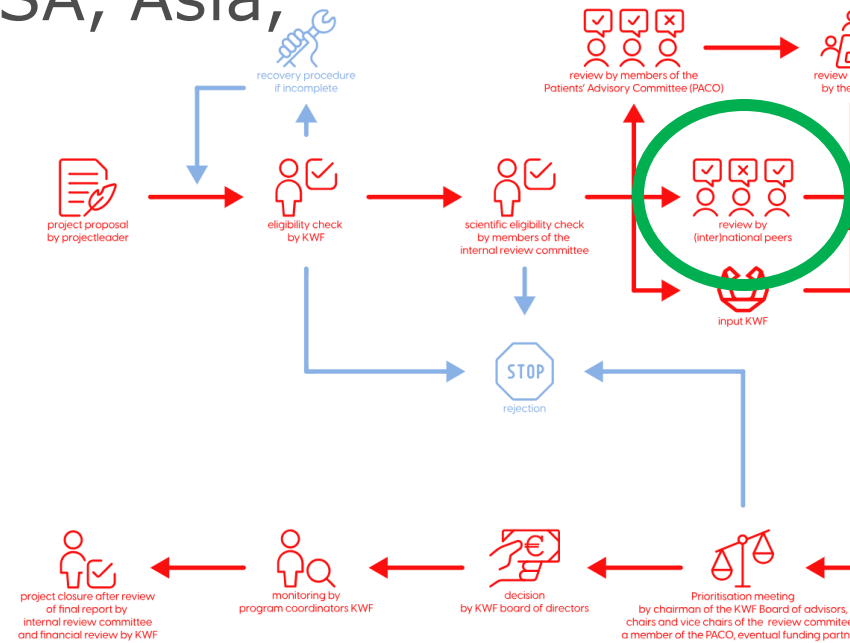 SA, Asia,
recovery procedure
if incomplete
review by members of the
Patients' Advisory Committee (PACO)
review
by the
project proposal
by projectleader
eligibility check
by KWF
scientific eligibility check
by members of the
internal review committee
review by
(inter)national peers
input KWF
STOP
rejection
project closure after review
of final report by
internal review committee
and financial review by KWF
monitoring by
program coordinators KWF
€
decision
by KWF board of directors
Prioritisation meeting
by chairman of the KWF Board of advisors,
chairs and vice chairs of the review commitee
a member of the PACO, eventual funding partn